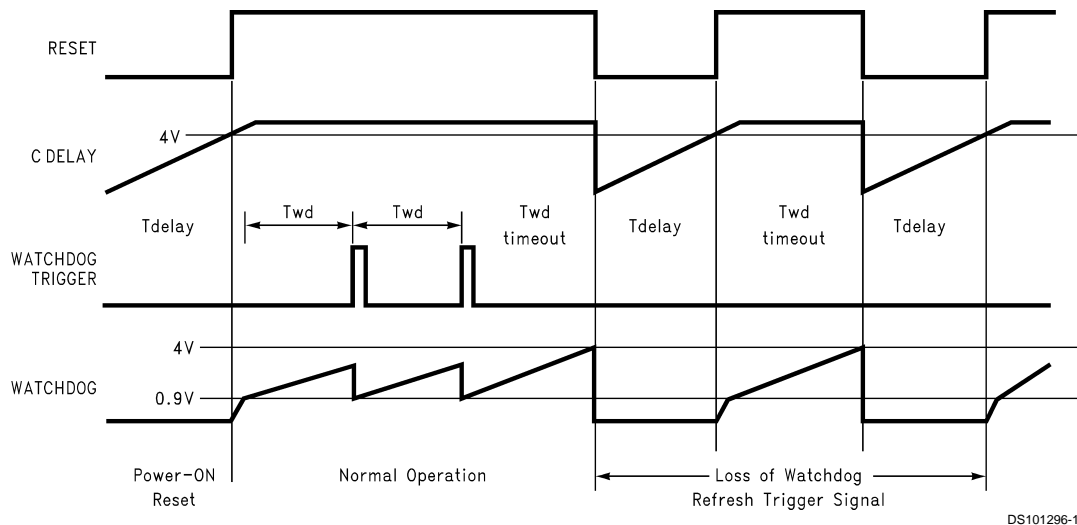 RESET
4V
C DELAY
Tdelay
Twd
Twd
Twd
timeout
Tdelay
Twd
timeout
Tdelay
WATCHDOG
TRIGGER
4V
WATCHDOG
0.9V
Power-ON
Reset
Normal Operation
Loss of Watchdog
Refresh Trigger Signal
DS101296-1